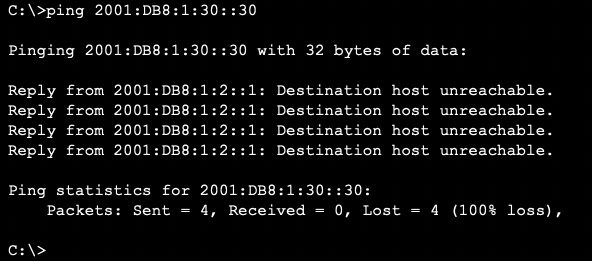 C:\>ping 2001:DB8:1:30::30
Pinging 2001:DB8:1:30::30 with 32 bytes of data:
Reply from 2001:DB8:1:2::1: Destination host unreachable.
Reply from 2001:DB8:1:2::1: Destination host unreachable.
Reply from 2001:DB8:1:2::1: Destination host unreachable.
Reply from 2001:DB8:1:2::1: Destination host unreachable.
Ping statistics for 2001:DB8:1:30::30:
    Packets: Sent = 4, Received = 0, Lost = 4 (100% loss),
C:\>